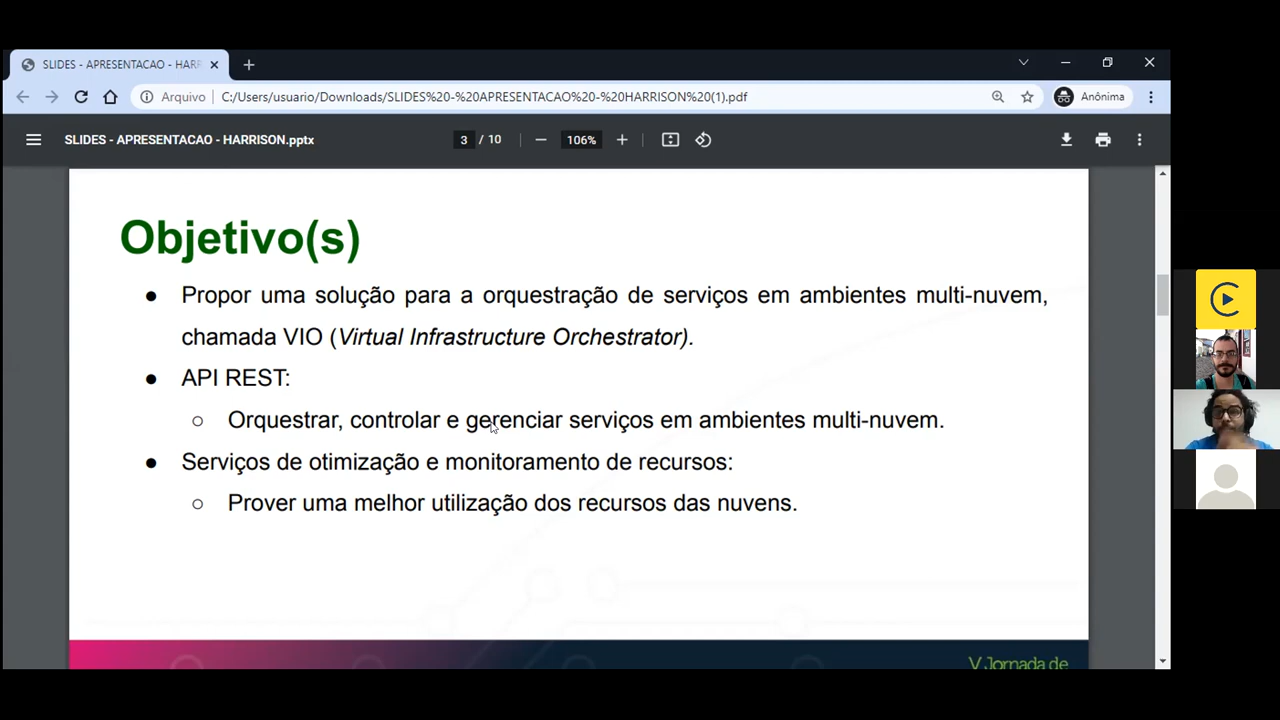 SLIDES - APRESENTACAO - HARR
Arquivo C:/Users/usuario/Downloads/SLIDES%20-%20APRESENTACAO%20-%20HARRISON%20(1).pdf Anônima
SLIDES - APRESENTACAO - HARRISON.pptx 3 / 10 106%
Objetivo(s)
● Propor uma solução para a orquestração de serviços em ambientes multi-nuvem,
chamada VIO (Virtual Infrastructure Orchestrator).
● API REST:
○ Orquestrar, controlar e gerenciar serviços em ambientes multi-nuvem.
● Serviços de otimização e monitoramento de recursos:
○ Prover uma melhor utilização dos recursos das nuvens.
V Jornada de